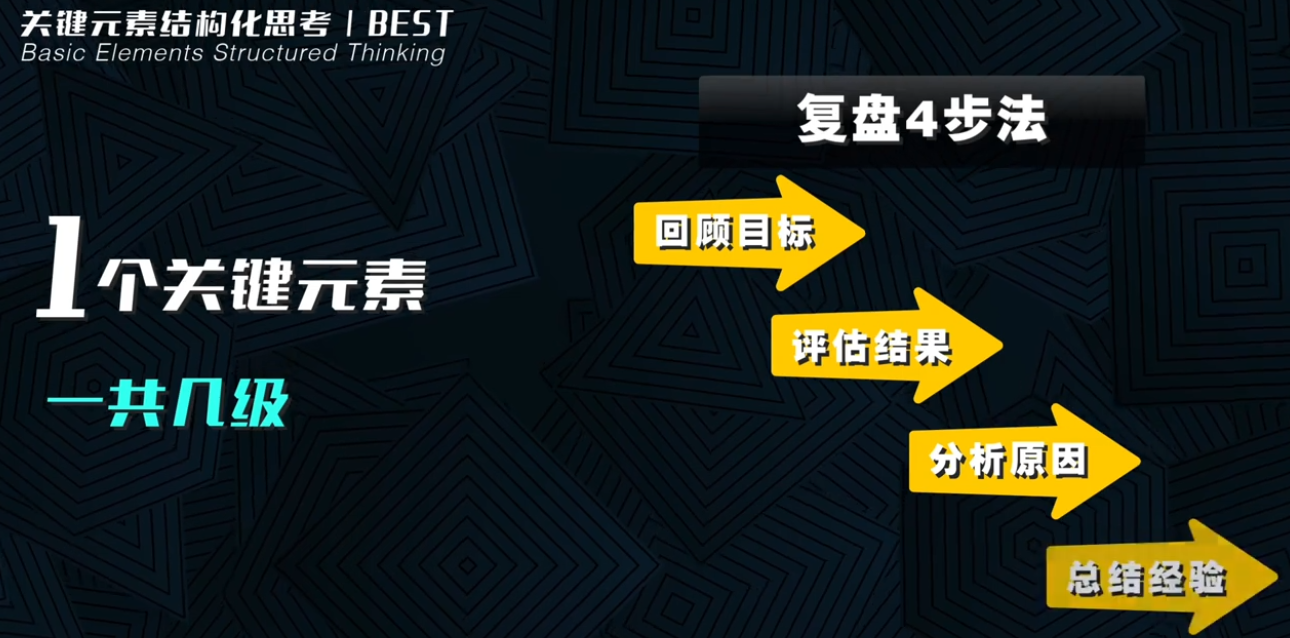 关键元素结构化思考 | BEST
Basic Elements Structured Thinking
复盘4步法
回顾目标
1个关键元素
评估结果
一共几级
分析原因
总结经验